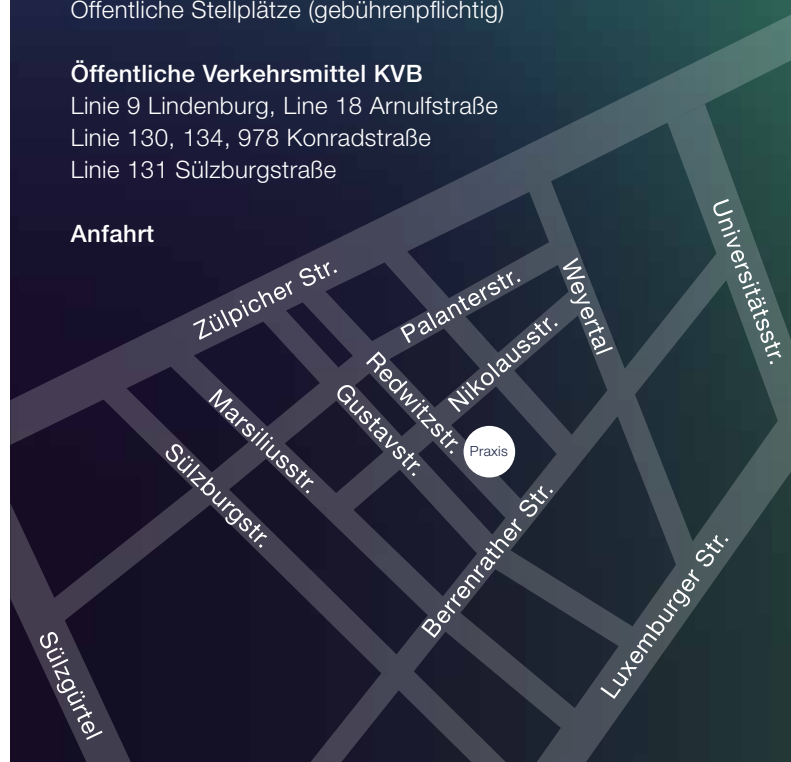 Öffentliche Stellplätze (gebührenpflichtig)
Öffentliche Verkehrsmittel KVB
Linie 9 Lindenburg, Line 18 Arnulfstraße
Linie 130, 134, 978 Konradstraße
Linie 131 Sülzburgstraße
Anfahrt
Zülpicher Str.
Palanterstr.
Weyertal
Universitätsstr.
Nikolausstr.
Redwitzstr.
Gustavstr.
Marsiliusstr.
Sülzburgstr.
Praxis
Berrenrather Str.
Luxemburger Str.
Sülzgürtel